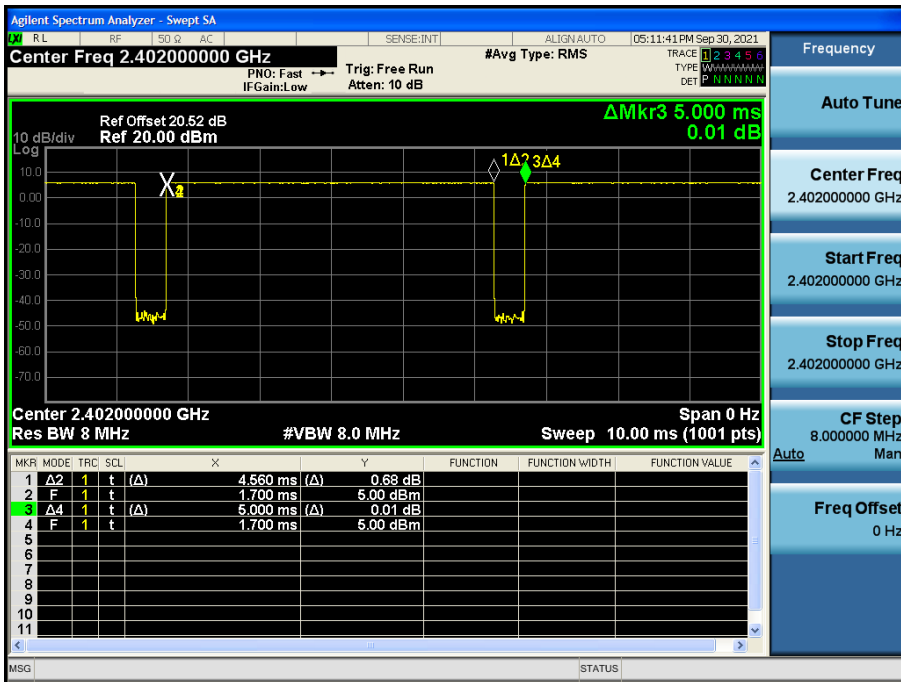 Agilent Spectrum Analyzer - Swept SA
LXI RL RF 50 Ω AC SENSE:INT ALIGN AUTO 05:11:41 PM Sep 30, 2021
Center Freq 2.402000000 GHz #Avg Type: RMS TRACE 1 2 3 4 5 6
PNO: Fast Trig: Free Run TYPE WWWWWW
IFGain:Low Atten: 10 dB DET P N N N N N
ΔMkr3 5.000 ms
0.01 dB
Ref Offset 20.52 dB
10 dB/div Ref 20.00 dBm
Log
1Δ2 3Δ4
10.0
0.00
-10.0
-20.0
-30.0
-40.0
-50.0
-60.0
-70.0
Center 2.402000000 GHz Span 0 Hz
Res BW 8 MHz #VBW 8.0 MHz Sweep 10.00 ms (1001 pts)
MKR MODE TRC SCL X Y FUNCTION FUNCTION WIDTH FUNCTION VALUE
1 Δ2 1 t (Δ) 4.560 ms (Δ) 0.68 dB
2 F 1 t 1.700 ms 5.00 dBm
3 Δ4 1 t (Δ) 5.000 ms (Δ) 0.01 dB
4 F 1 t 1.700 ms 5.00 dBm
5
6
7
8
9
10
11
MSG STATUS
Frequency
Auto Tune
Center Freq
2.402000000 GHz
Start Freq
2.402000000 GHz
Stop Freq
2.402000000 GHz
CF Step
8.000000 MHz
Auto Man
Freq Offset
0 Hz